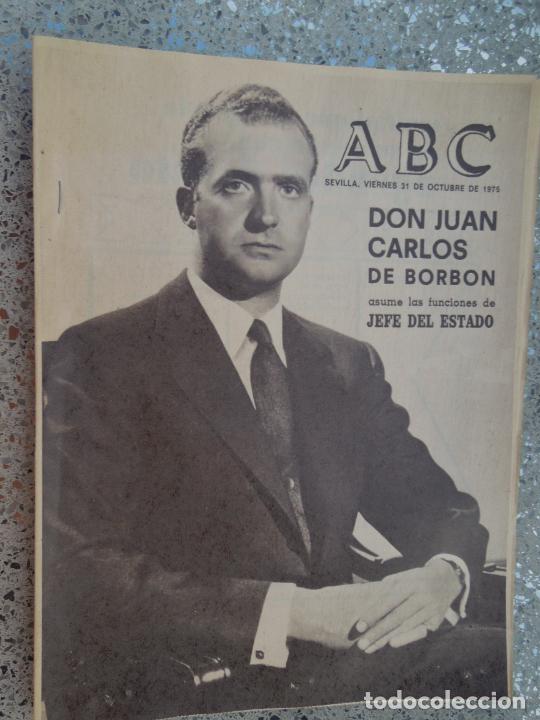 ABC
SEVILLA, VIERNES 31 DE OCTUBRE DE 1975
DON JUAN
CARLOS
DE BORBON
asume las funciones de
JEFE DEL ESTADO
todocoleccion